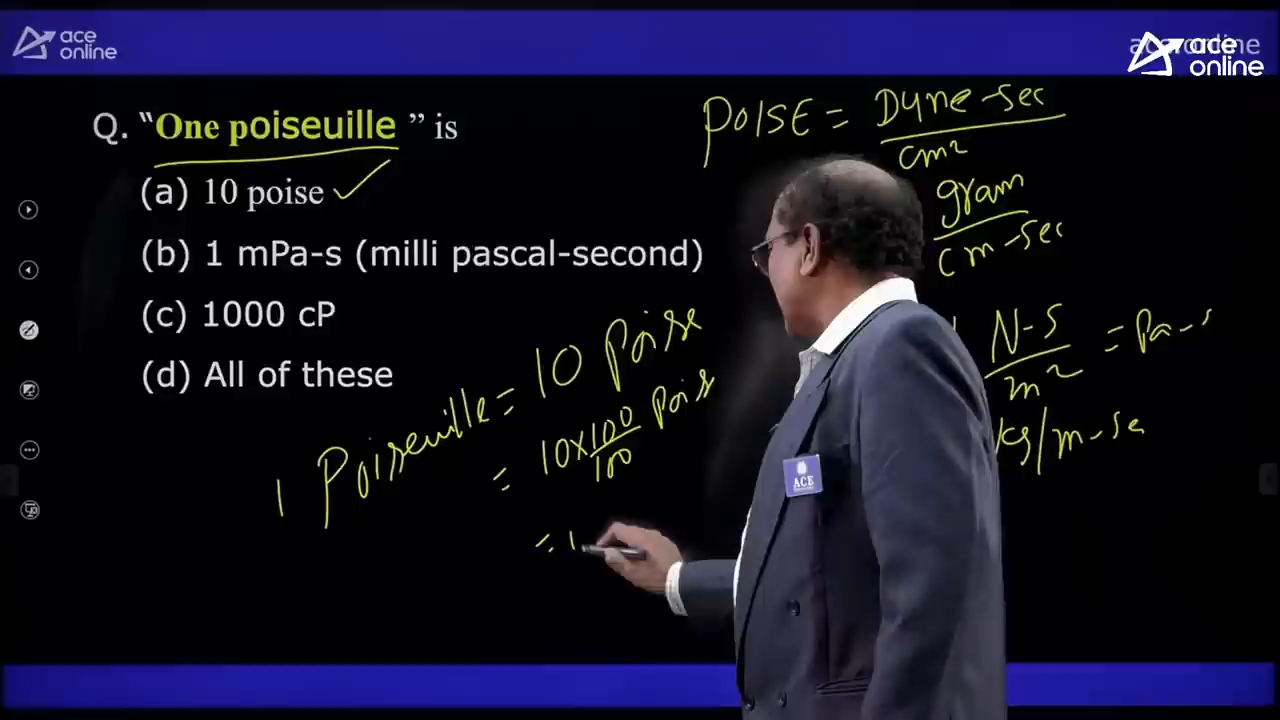 ace
online
ace
online
Q. “One poiseuille ” is
(a) 10 poise
(b) 1 mPa-s (milli pascal-second)
(c) 1000 cP
(d) All of these
POISE = Dyne-sec
cm²
gram
cm-sec
N-S
m² = Pa-s
kg/m-se
1 Poiseuille = 10 Poise
= 10×100/100 Pois
= 1
ACE